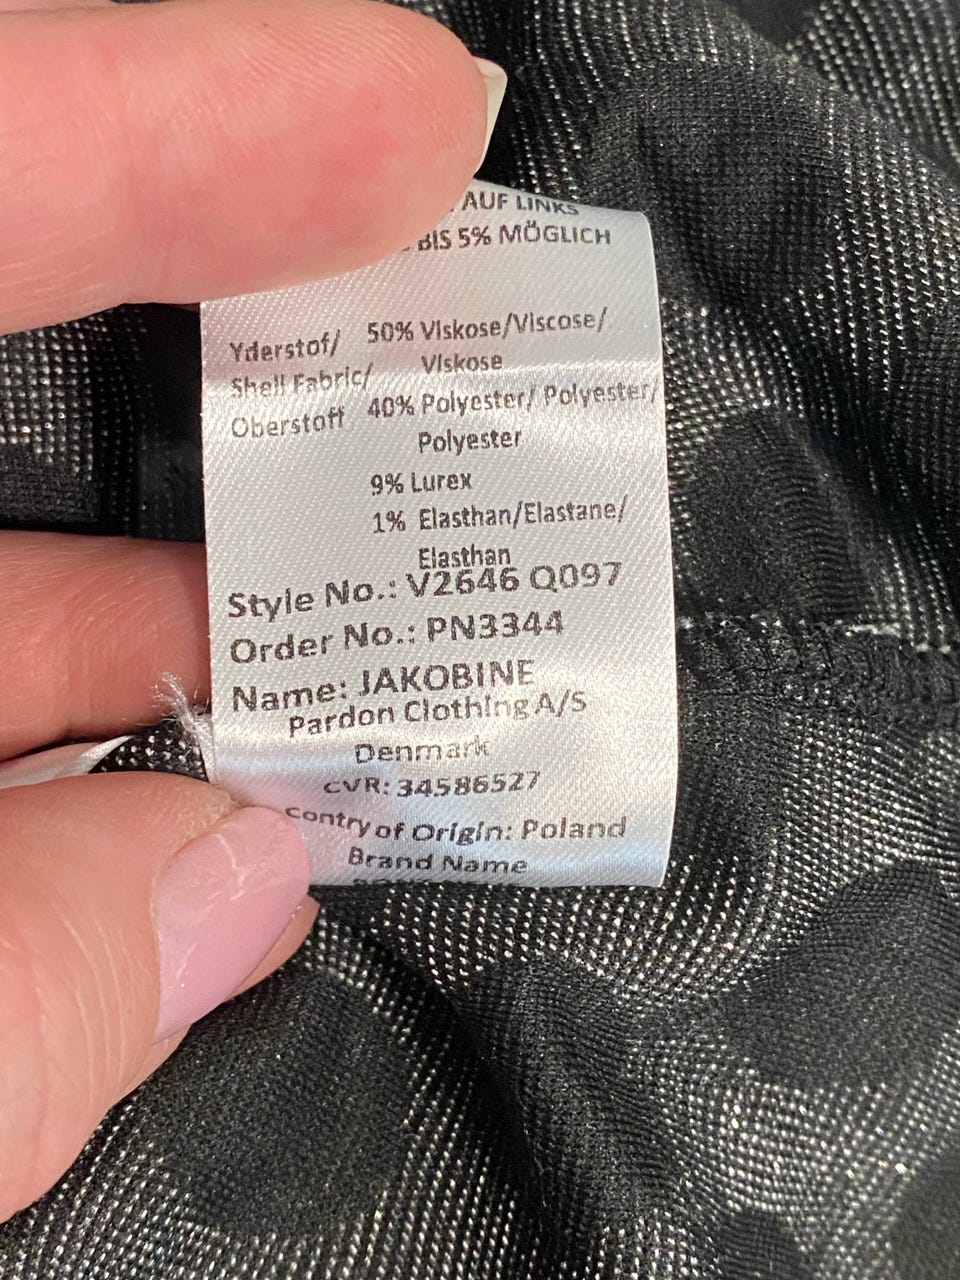 AUF LINKS
BIS 5% MÖGLICH
Yderstof/ 50% Viskose/Viscose/
Viskose
Shell Fabric/
Oberstoff 40% Polyester/ Polyester/
Polyester
9% Lurex
1% Elasthan/Elastane/
Elasthan
Style No.: V2646 Q097
Order No.: PN3344
Name: JAKOBINE
Pardon Clothing A/S
Denmark
CVR: 34586527
Contry of Origin: Poland
Brand Name